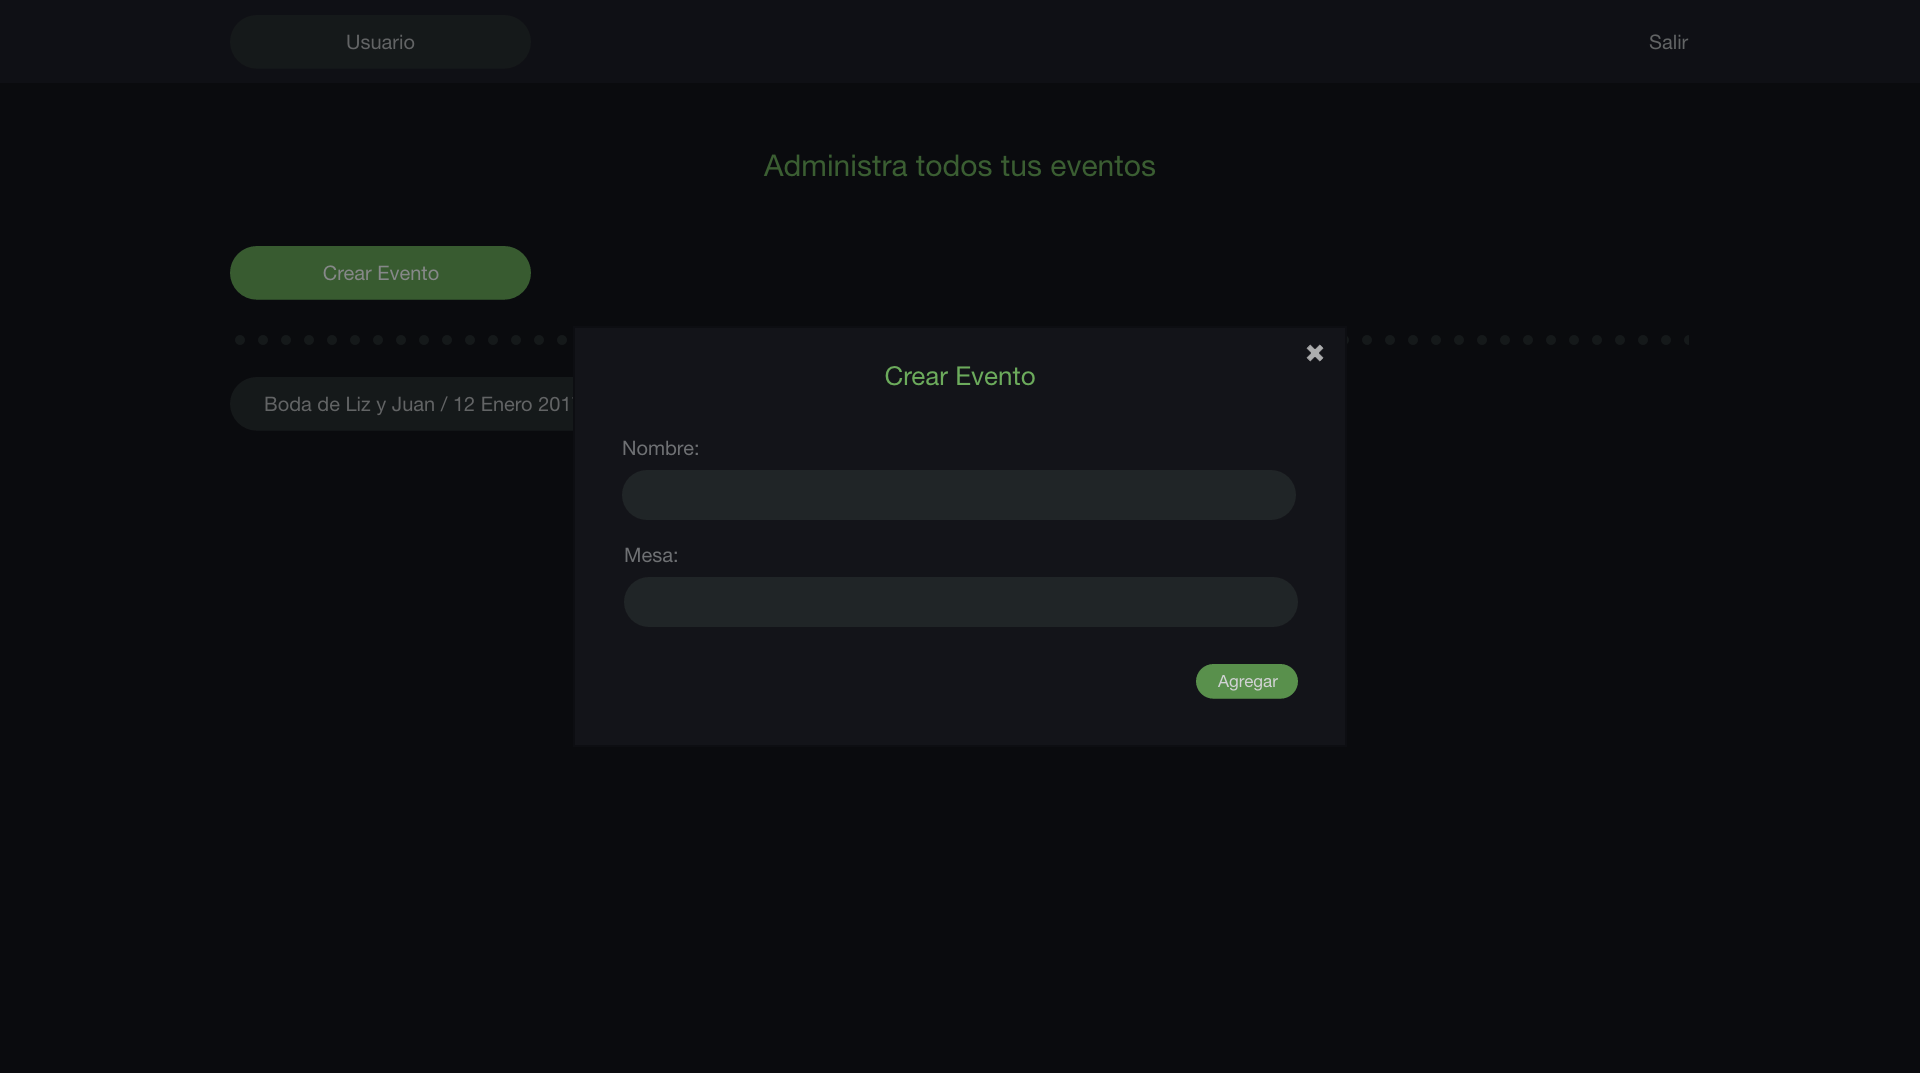 Usuario
Salir
Administra todos tus eventos
Crear Evento
Boda de Liz y Juan / 12 Enero 201
Crear Evento
Nombre:
Mesa:
Agregar